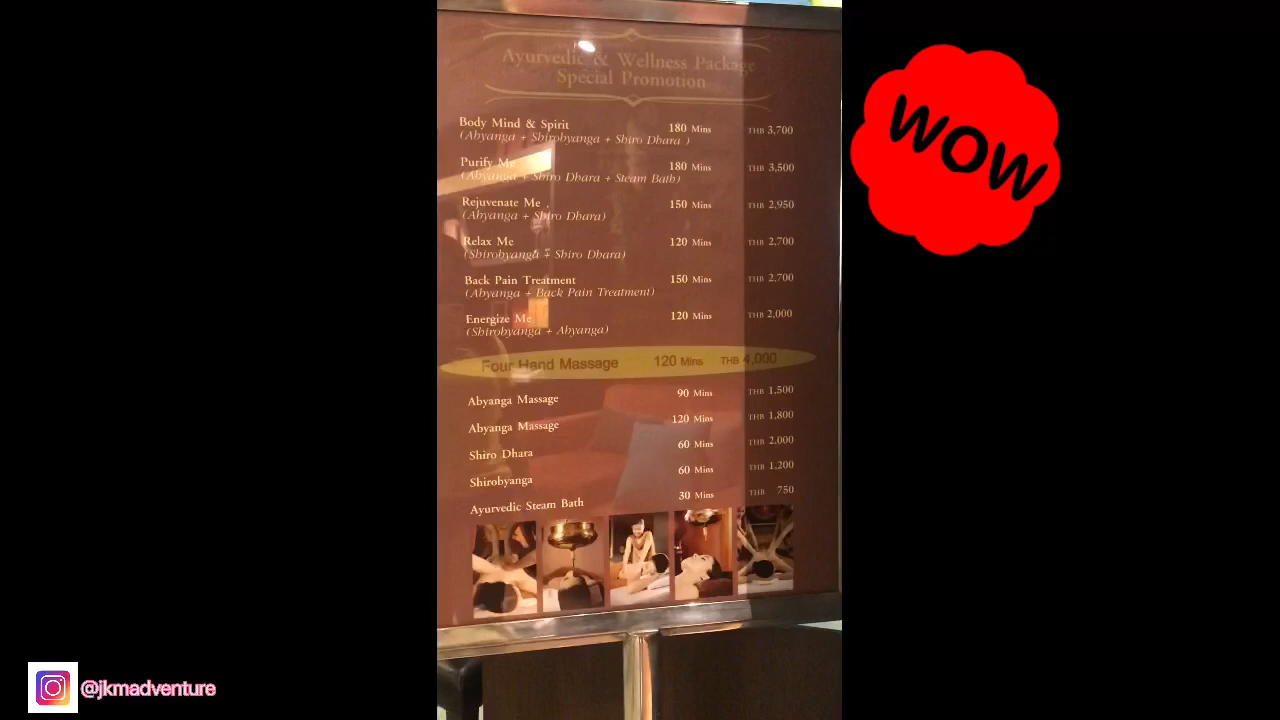 Ayurvedic & Wellness Package
Special Promotion
Body Mind & Spirit 180 Mins THB 3,700
(Abyanga + Shirobyanga + Shiro Dhara )
Purify Me 180 Mins THB 3,500
(Abyanga + Shiro Dhara + Steam Bath)
Rejuvenate Me . 150 Mins THB 2,950
(Abyanga + Shiro Dhara)
Relax Me 120 Mins THB 2,700
(Shirobyanga + Shiro Dhara)
Back Pain Treatment 150 Mins THB 2,700
(Abyanga + Back Pain Treatment)
Energize Me 120 Mins THB 2,000
(Shirobyanga + Abyanga)
Four Hand Massage 120 Mins THB 4,000
Abyanga Massage 90 Mins THB 1,500
Abyanga Massage 120 Mins THB 1,800
Shiro Dhara 60 Mins THB 2,000
Shirobyanga 60 Mins THB 1,200
Ayurvedic Steam Bath 30 Mins THB 750
WOW
@jkmadventure